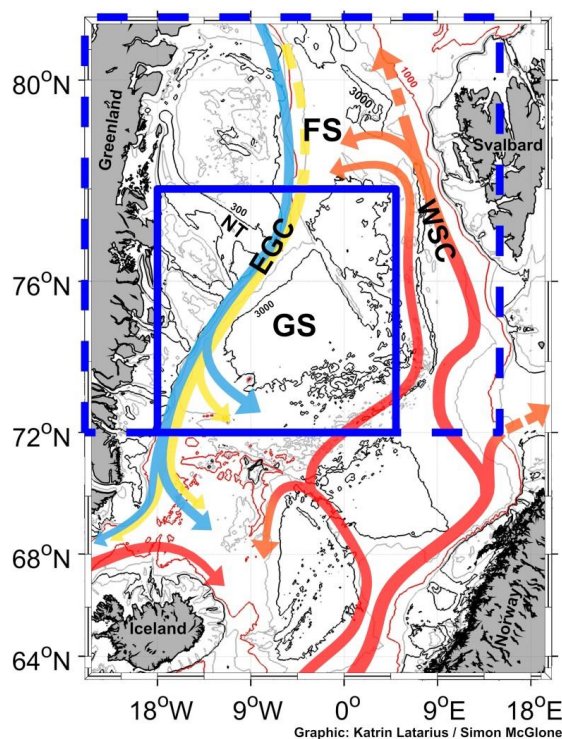 80°N
1000
3000
FS
Greenland
Svalbard
300
NT
EGC
WSC
76°N
3000
GS
72°N
68°N
Norway
Iceland
64°N
18°W
9°W
0°
9°E
18°E
Graphic: Katrin Latarius / Simon McGlone